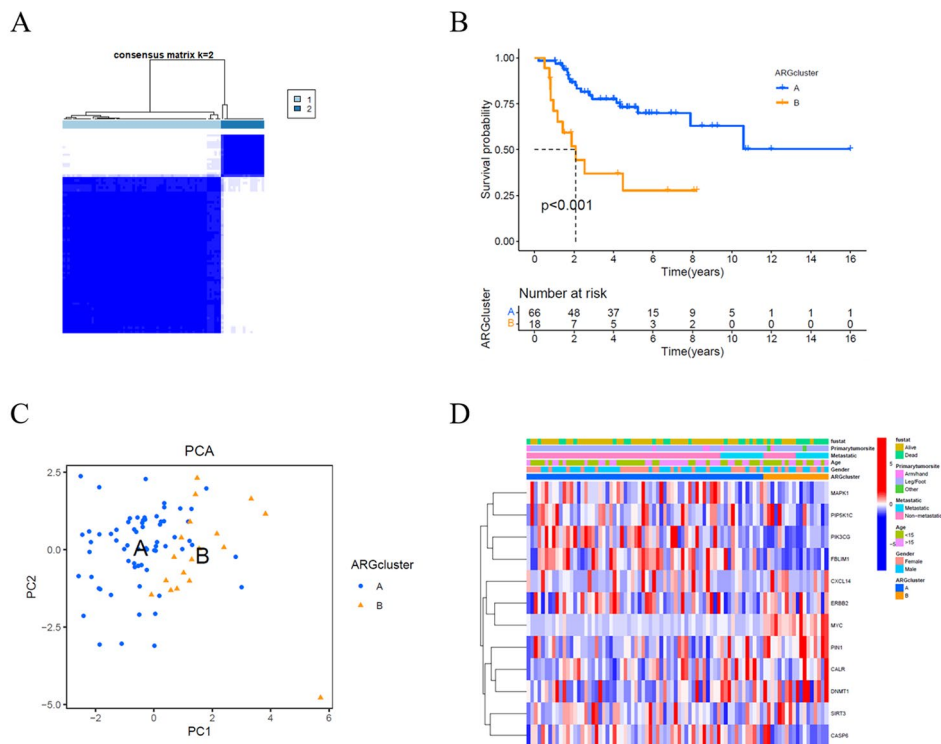 A
consensus matrix k=2
1
2
B
ARGcluster
A
B
Survival probability
1.00
0.75
0.50
0.25
0.00
p<0.001
0 2 4 6 8 10 12 14 16
Time(years)
Number at risk
ARGcluster
A 66 48 37 15 9 5 1 1 1
B 18 7 5 3 2 0 0 0 0
0 2 4 6 8 10 12 14 16
Time(years)
C
PCA
PC2
2.5
0.0
-2.5
-5.0
A
B
-2 0 2 4 6
PC1
ARGcluster
A
B
D
fustat
Primarytumorsite
Metastatic
Age
Gender
ARGcluster
MAPK1
PIP5K1C
PIK3CG
FBLIM1
CXCL14
ERBB2
MYC
PIN1
CALR
DNMT1
SIRT3
CASP6
5
0
-5
fustat
Alive
Dead
Primarytumorsite
Arm/hand
Leg/Foot
Other
Metastatic
Metastatic
Non-metastatic
Age
<15
>15
Gender
Female
Male
ARGcluster
A
B